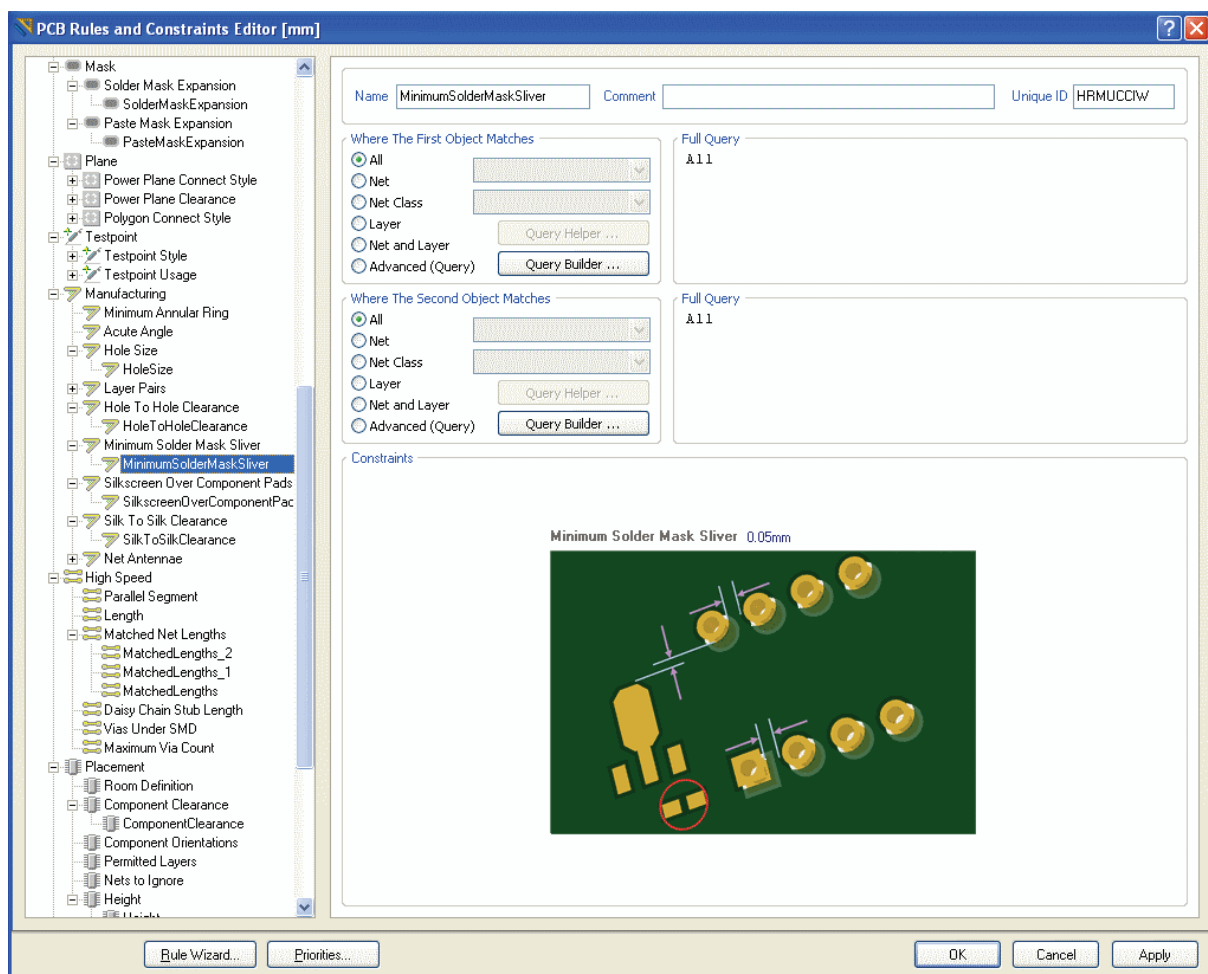 PCB Rules and Constraints Editor [mm]
Mask
Solder Mask Expansion
SolderMaskExpansion
Paste Mask Expansion
PasteMaskExpansion
Plane
Power Plane Connect Style
Power Plane Clearance
Polygon Connect Style
Testpoint
Testpoint Style
Testpoint Usage
Manufacturing
Minimum Annular Ring
Acute Angle
Hole Size
HoleSize
Layer Pairs
Hole To Hole Clearance
HoleToHoleClearance
Minimum Solder Mask Sliver
MinimumSolderMaskSliver
Silkscreen Over Component Pads
SilkscreenOverComponentPac
Silk To Silk Clearance
SilkToSilkClearance
Net Antennae
High Speed
Parallel Segment
Length
Matched Net Lengths
MatchedLengths_2
MatchedLengths_1
MatchedLengths
Daisy Chain Stub Length
Vias Under SMD
Maximum Via Count
Placement
Room Definition
Component Clearance
ComponentClearance
Component Orientations
Permitted Layers
Nets to Ignore
Height
Height
Name MinimumSolderMaskSliver Comment Unique ID HRMUCCIW
Where The First Object Matches
All
Net
Net Class
Layer
Net and Layer
Advanced (Query)
Query Helper ...
Query Builder ...
Full Query
All
Where The Second Object Matches
All
Net
Net Class
Layer
Net and Layer
Advanced (Query)
Query Helper ...
Query Builder ...
Full Query
All
Constraints
Minimum Solder Mask Sliver 0.05mm
Rule Wizard... Priorities... OK Cancel Apply